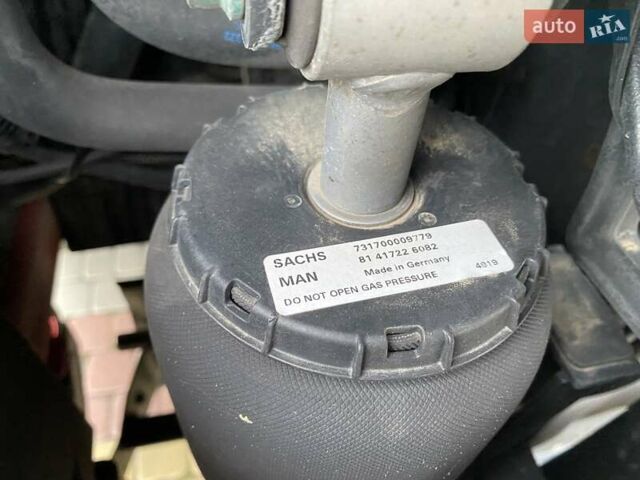 auto RIA .com
SACHS 731700009779
MAN 81 41722 6082
Made in Germany 4919
DO NOT OPEN GAS PRESSURE